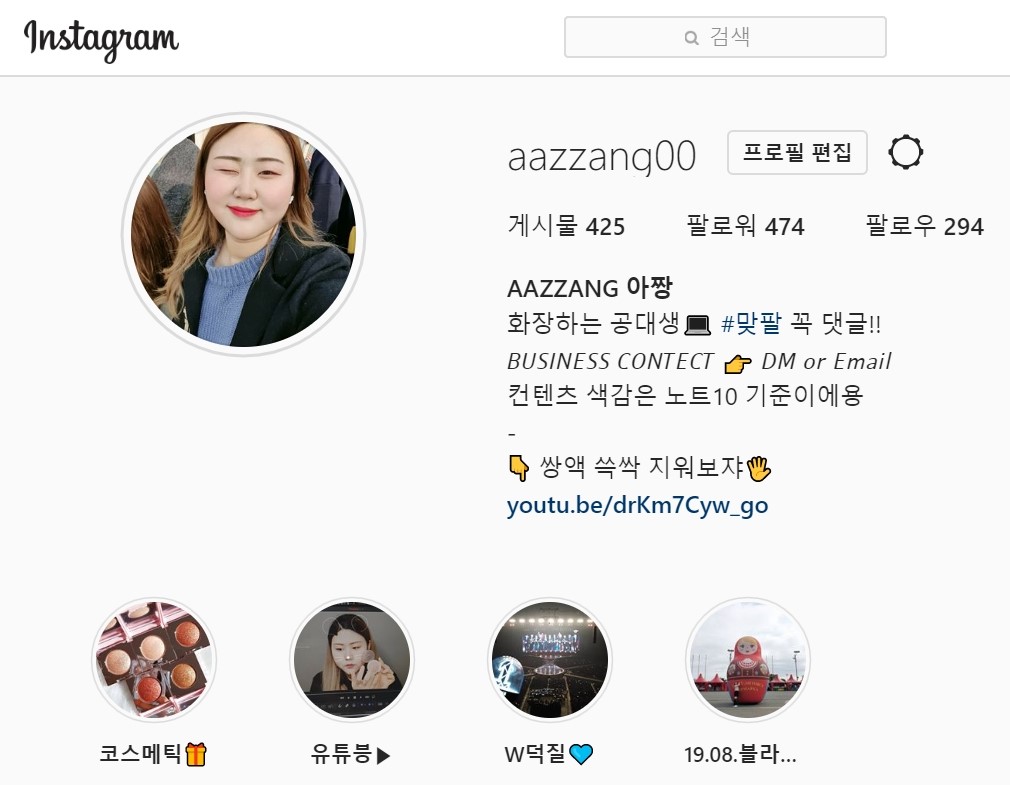 Instagram
검색
aazzang00 프로필 편집
게시물 425 팔로워 474 팔로우 294
AAZZANG 아짱
화장하는 공대생💻 #맞팔 꼭 댓글!!
BUSINESS CONTECT 👉 DM or Email
컨텐츠 색감은 노트10 기준이에용
-
👇 쌍액 쓱싹 지워보쟈👋
youtu.be/drKm7Cyw_go
코스메틱🎁 유튜붕▶ W덕질💙 19.08.블라...